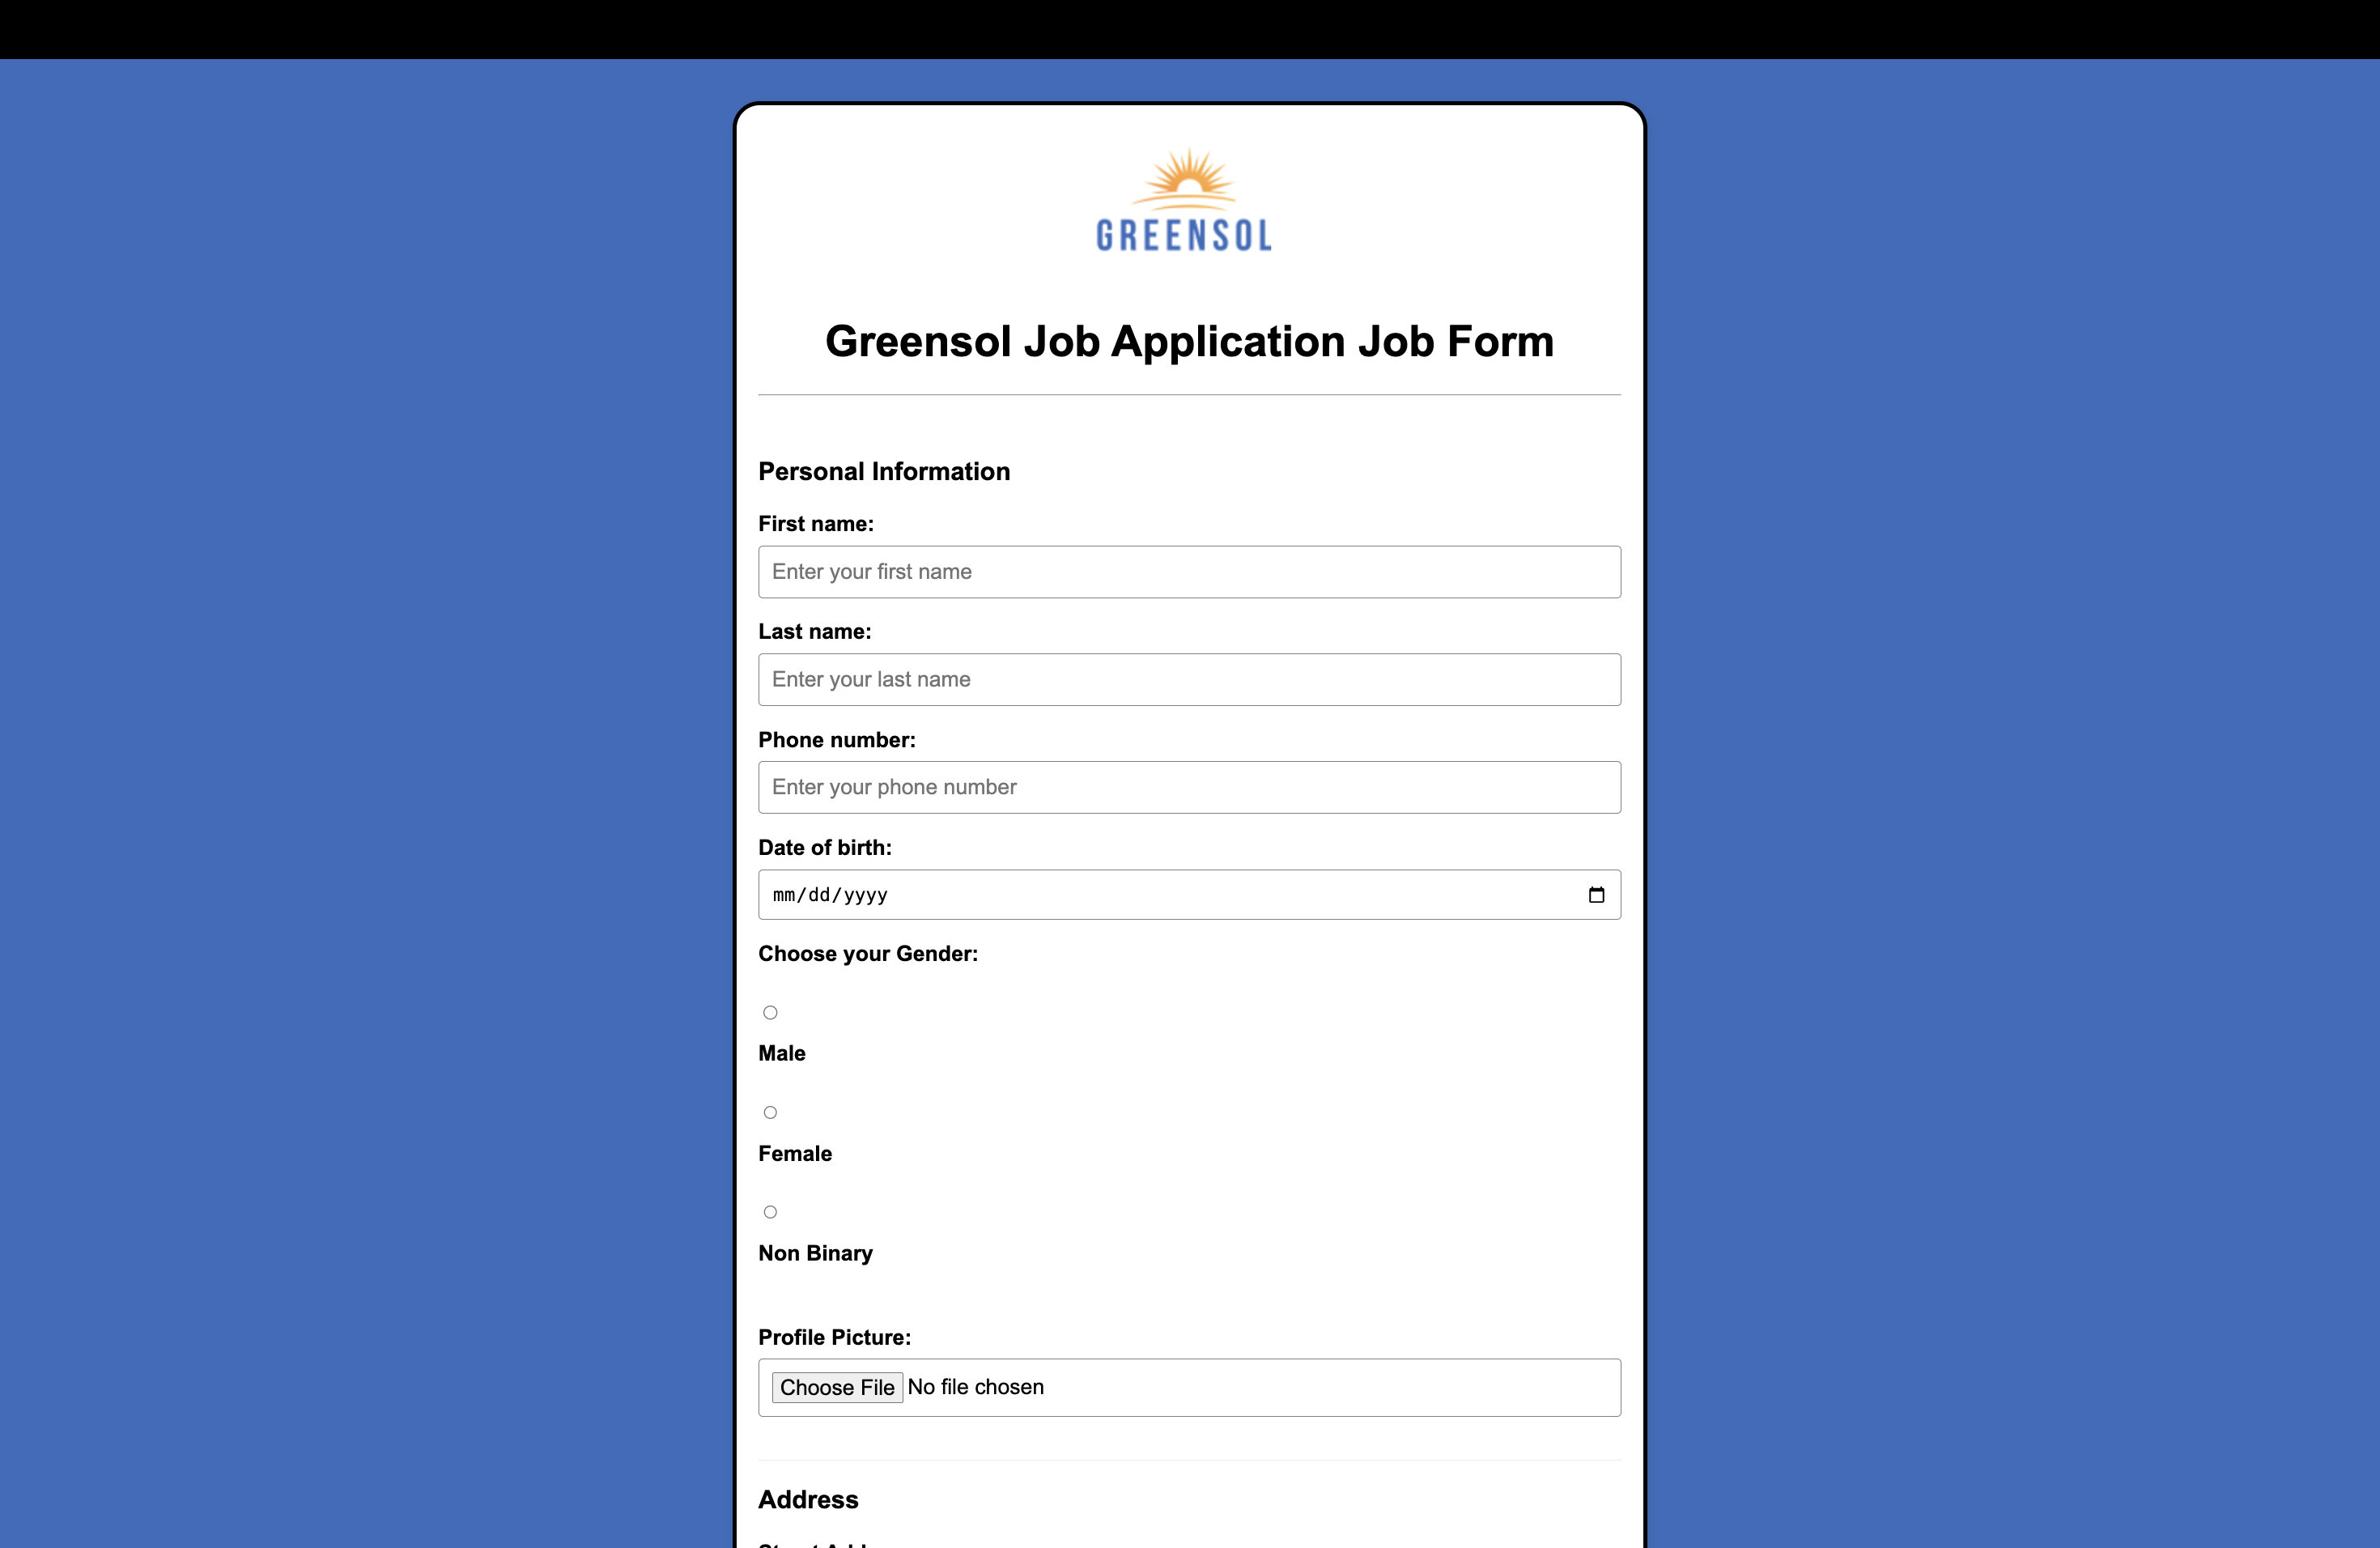 GREENSOL
Greensol Job Application Job Form
Personal Information
First name:
Enter your first name
Last name:
Enter your last name
Phone number:
Enter your phone number
Date of birth:
mm/dd/yyyy
Choose your Gender:
Male
Female
Non Binary
Profile Picture:
Choose File No file chosen
Address